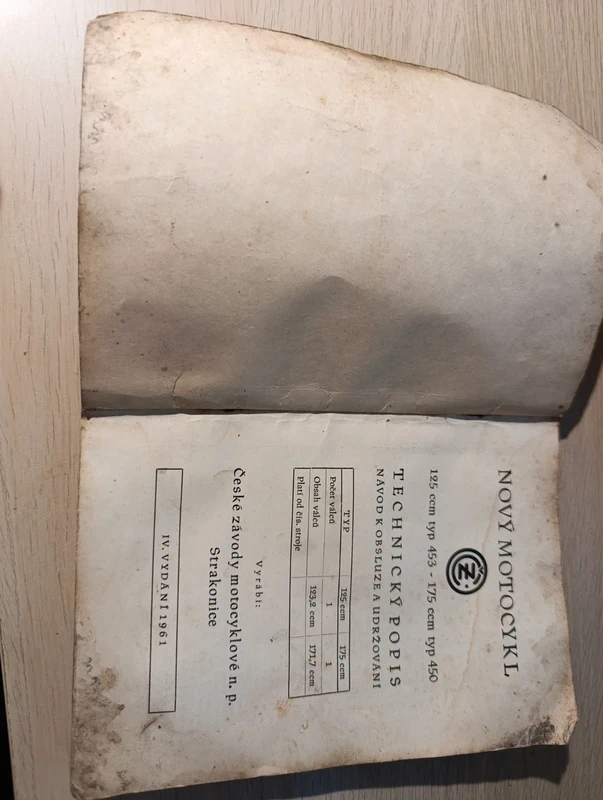 NOVÝ MOTOCYKL
ČZ
125 ccm typ 453 - 175 ccm typ 450
TECHNICKÝ POPIS
NÁVOD K OBSLUZE A UDRŽOVÁNÍ
TYP 125 ccm 175 ccm
Počet válců 1 1
Obsah válců 123,2 ccm 171,7 ccm
Platí od čís. stroje
Vyrábí:
České závody motocyklové n. p.
Strakonice
IV. VYDÁNÍ 1961